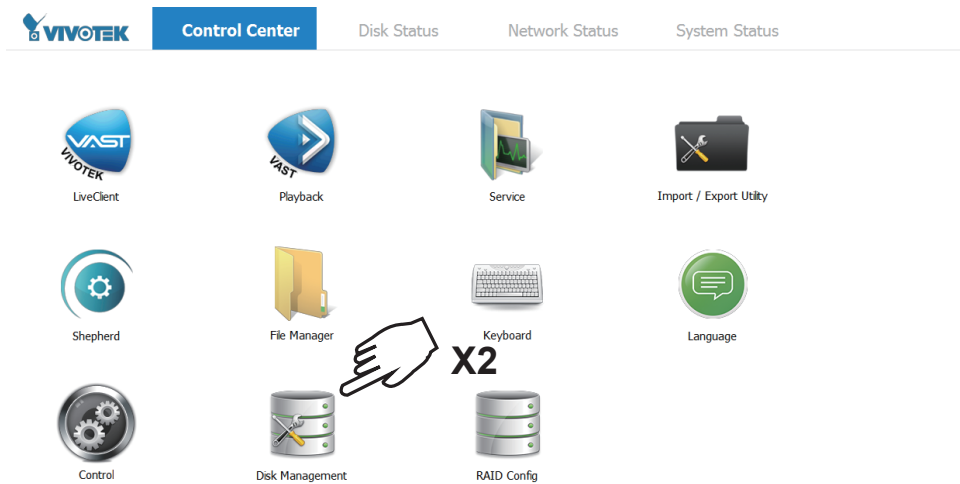 VIVOTEK
Control Center
Disk Status
Network Status
System Status
VAST
VIVOTEK
VAST
LiveClient
Playback
Service
Import / Export Utility
Shepherd
File Manager
Keyboard
Language
X2
Control
Disk Management
RAID Config